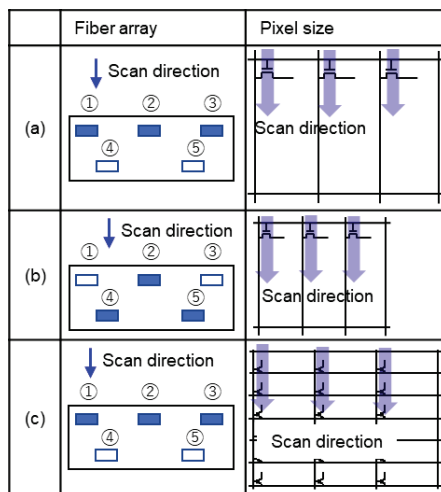 Fiber array
Pixel size
(a)
Scan direction
① ② ③
④ ⑤
Scan direction
(b)
Scan direction
① ② ③
④ ⑤
Scan direction
(c)
Scan direction
① ② ③
④ ⑤
Scan direction